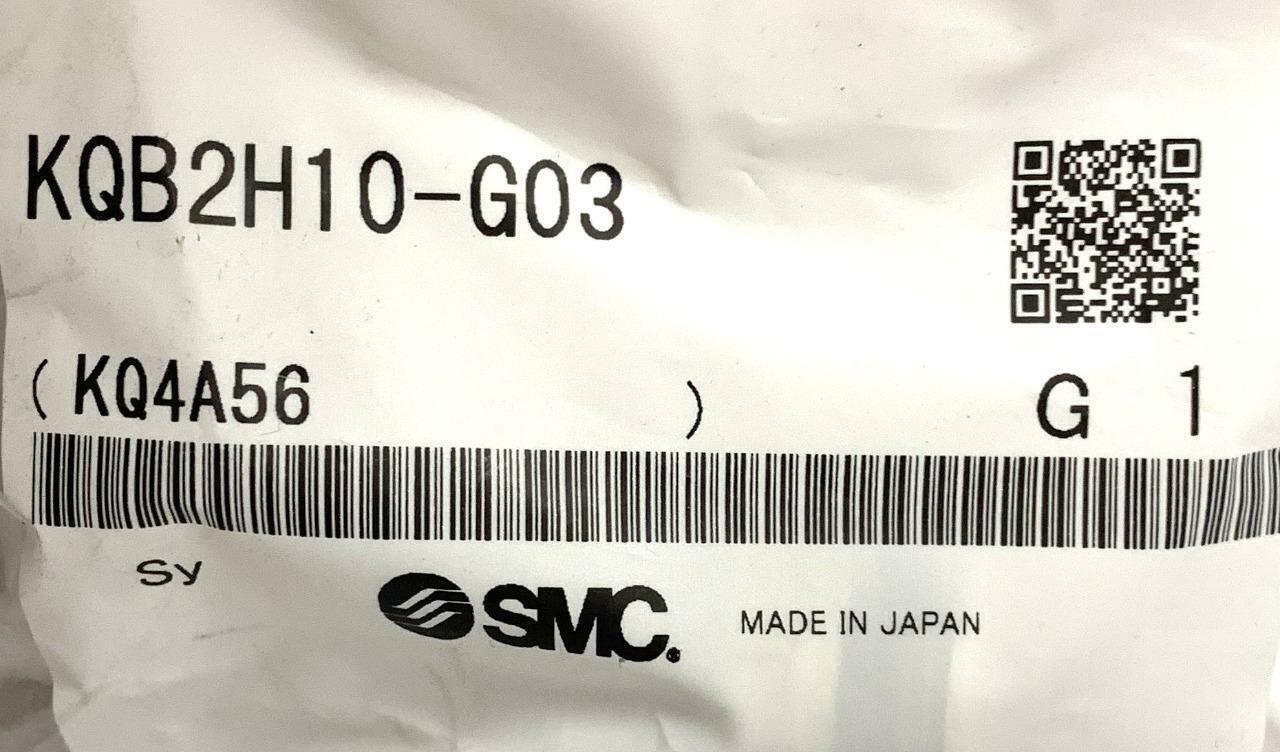 KQB2H10-G03
( KQ4A56 ) G 1
SY
SMC.® MADE IN JAPAN